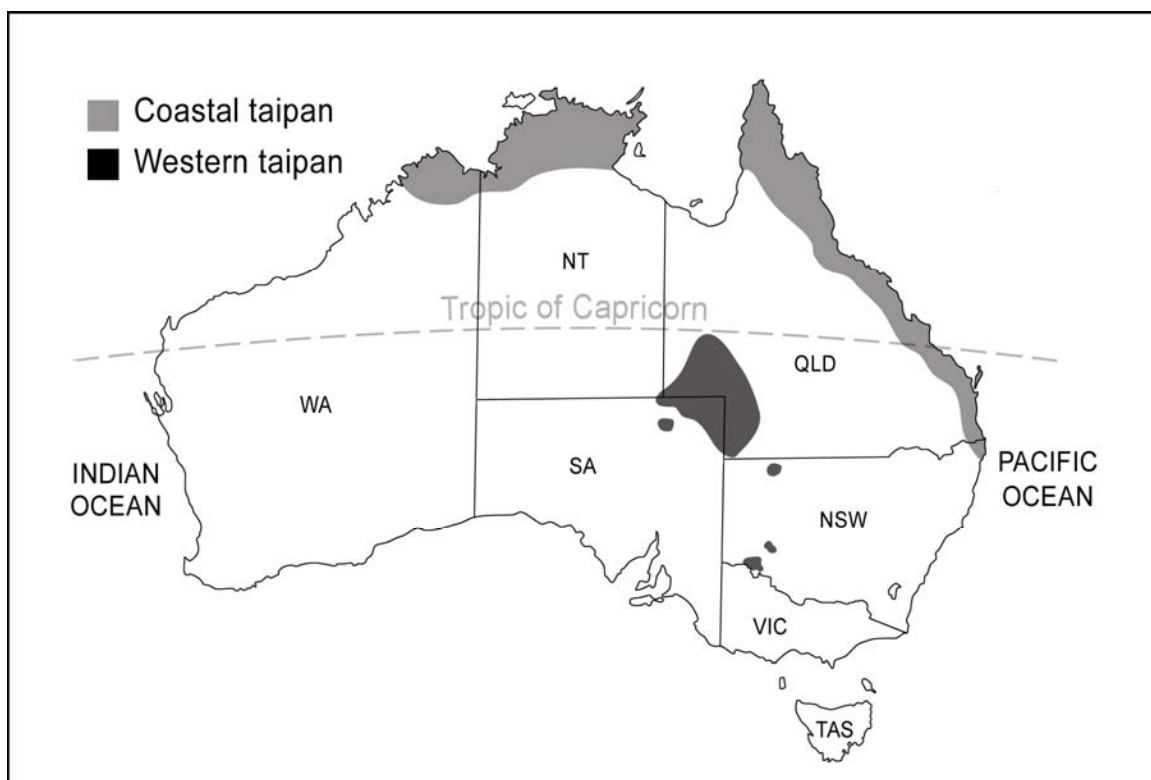 Coastal taipan
Western taipan
NT
Tropic of Capricorn
QLD
WA
INDIAN
OCEAN
SA
PACIFIC
OCEAN
NSW
VIC
TAS